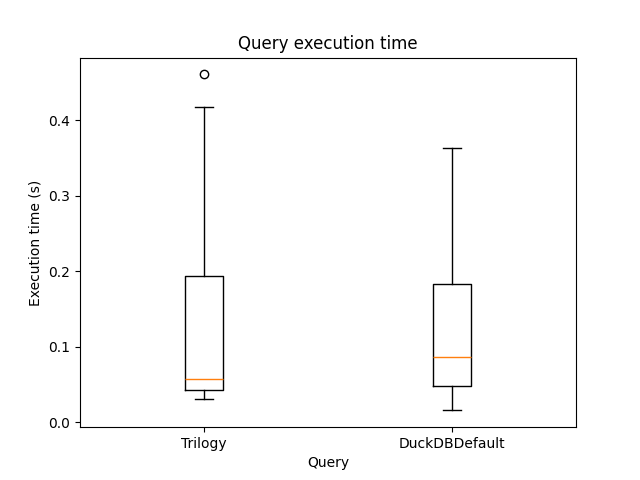 Query execution time
Execution time (s)
0.4
0.3
0.2
0.1
0.0
Trilogy
DuckDBDefault
Query